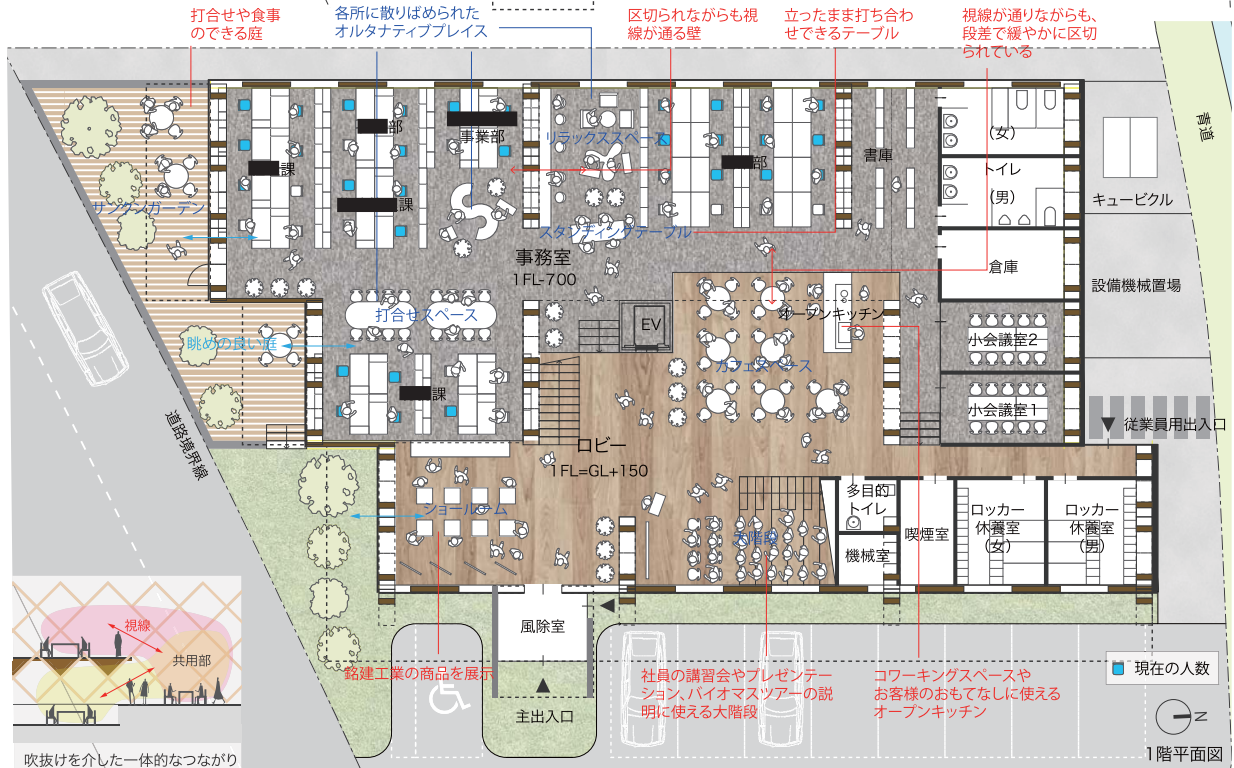 打合せや食事
のできる庭
各所に散りばめられた
オルタナティブプレイス
区切られながらも視
線が通る壁
立ったまま打ち合わ
せできるテーブル
視線が通りながらも、
段差で緩やかに区切
られている
青道
部
事業部
リラックススペース
課
部
書庫
(女)
トイレ
(男)
キュービクル
サンクンガーデン
課
スタンディングテーブル
事務室
1FL-700
倉庫
設備機械置場
打合せスペース
EV
オープンキッチン
眺めの良い庭
小会議室2
カフェスペース
課
小会議室1
従業員用出入口
道路境界線
ロビー
1FL=GL+150
ショールーム
大階段
多目的
トイレ
機械室
喫煙室
ロッカー
休養室
(女)
ロッカー
休養室
(男)
視線
共用部
吹抜けを介した一体的なつながり
風除室
主出入口
銘建工業の商品を展示
社員の講習会やプレゼンテー
ション、バイオマスツアーの説
明に使える大階段
コワーキングスペースや
お客様のおもてなしに使える
オープンキッチン
現在の人数
N
1階平面図